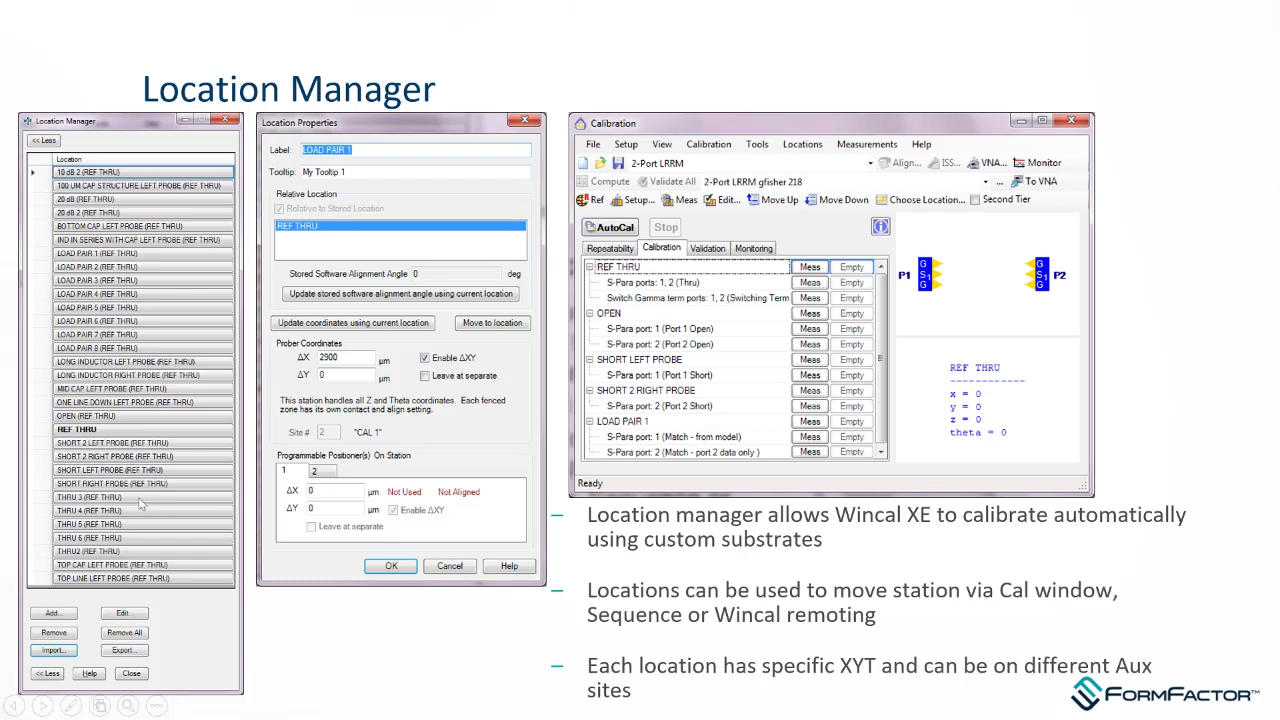 Location Manager
Location Manager
<< Less
Location
10 dB 2 (REF THRU)
100 UM CAP STRUCTURE LEFT PROBE (REF THRU)
20 dB (REF THRU)
20 dB 2 (REF THRU)
BOTTOM CAP LEFT PROBE (REF THRU)
IND IN SERIES WITH CAP LEFT PROBE (REF THRU)
LOAD PAIR 1 (REF THRU)
LOAD PAIR 2 (REF THRU)
LOAD PAIR 3 (REF THRU)
LOAD PAIR 4 (REF THRU)
LOAD PAIR 5 (REF THRU)
LOAD PAIR 6 (REF THRU)
LOAD PAIR 7 (REF THRU)
LOAD PAIR 8 (REF THRU)
LONG INDUCTOR LEFT PROBE (REF THRU)
LONG INDUCTOR RIGHT PROBE (REF THRU)
MID CAP LEFT PROBE (REF THRU)
ONE LINE DOWN LEFT PROBE (REF THRU)
OPEN (REF THRU)
REF THRU
SHORT 2 LEFT PROBE (REF THRU)
SHORT 2 RIGHT PROBE (REF THRU)
SHORT LEFT PROBE (REF THRU)
SHORT RIGHT PROBE (REF THRU)
THRU 3 (REF THRU)
THRU 4 (REF THRU)
THRU 5 (REF THRU)
THRU 6 (REF THRU)
THRU2 (REF THRU)
TOP CAP LEFT PROBE (REF THRU)
TOP LINE LEFT PROBE (REF THRU)
Add... Edit...
Remove Remove All
Import... Export...
<< Less Help Close
Location Properties
Label: LOAD PAIR 1
Tooltip: My Tooltip 1
Relative Location
Relative to Stored Location
REF THRU
Stored Software Alignment Angle 0 deg
Update stored software alignment angle using current location
Update coordinates using current location Move to location
Prober Coordinates
ΔX 2900 µm Enable ΔXY
ΔY 0 µm Leave at separate
This station handles all Z and Theta coordinates. Each fenced
zone has its own contact and align setting.
Site # 2 "CAL 1"
Programmable Positioner(s) On Station
1 2
ΔX 0 µm Not Used Not Aligned
ΔY 0 µm Enable ΔXY
Leave at separate
OK Cancel Help
Calibration
File Setup View Calibration Tools Locations Measurements Help
2-Port LRRM Align... ISS... VNA... Monitor
Compute Validate All 2-Port LRRM gfisher 218 ... To VNA
Ref Setup... Meas Edit... Move Up Move Down Choose Location... Second Tier
AutoCal Stop
Repeatability Calibration Validation Monitoring
REF THRU Meas Empty
S-Para ports: 1, 2 (Thru) Meas Empty
Switch Gamma term ports: 1, 2 (Switching Term Meas Empty
OPEN Meas Empty
S-Para port: 1 (Port 1 Open) Meas Empty
S-Para port: 2 (Port 2 Open) Meas Empty
SHORT LEFT PROBE Meas Empty
S-Para port: 1 (Port 1 Short) Meas Empty
SHORT 2 RIGHT PROBE Meas Empty
S-Para port: 2 (Port 2 Short) Meas Empty
LOAD PAIR 1 Meas Empty
S-Para port: 1 (Match - from model) Meas Empty
S-Para port: 2 (Match - port 2 data only ) Meas Empty
G G
P1 S1 S1 P2
G G
REF THRU
------------
x = 0
y = 0
z = 0
theta = 0
Ready
– Location manager allows Wincal XE to calibrate automatically
using custom substrates
– Locations can be used to move station via Cal window,
Sequence or Wincal remoting
– Each location has specific XYT and can be on different Aux
sites
FORMFACTOR™